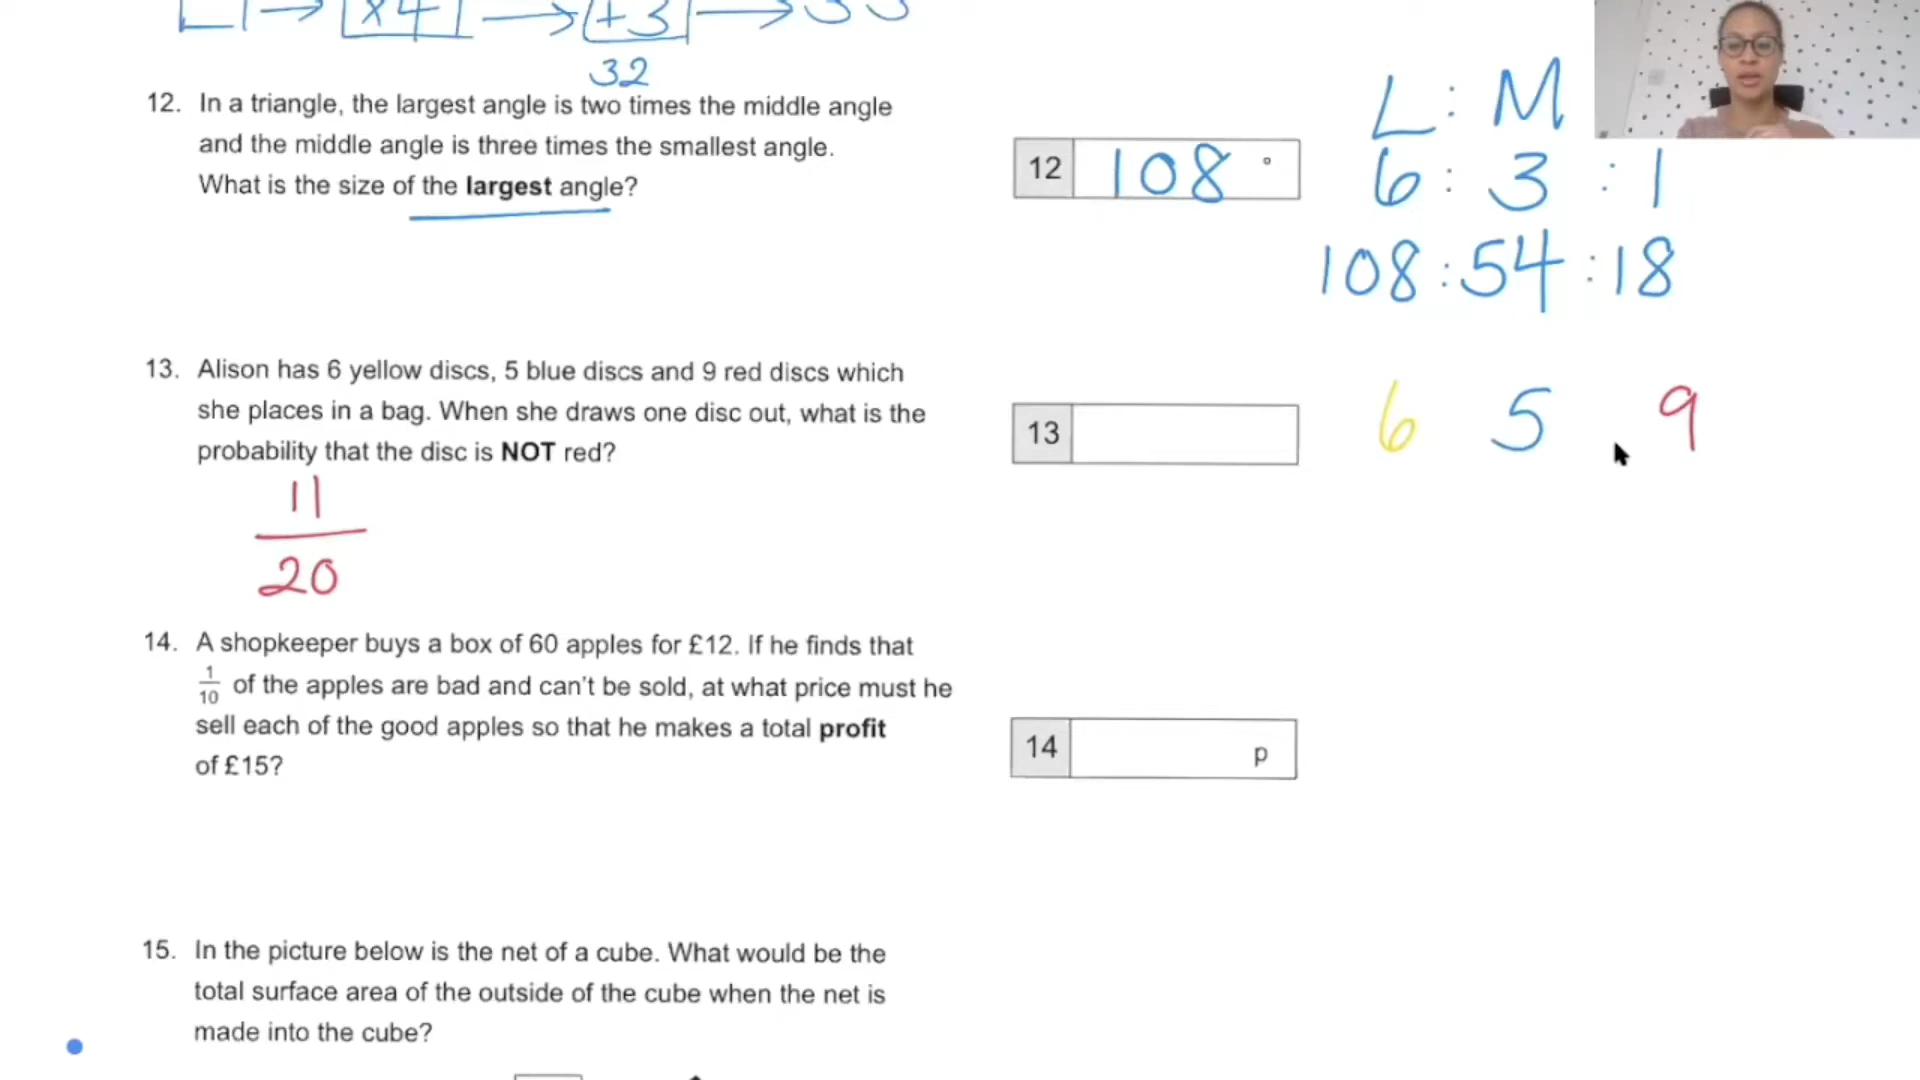 ×4
+3
32
12. In a triangle, the largest angle is two times the middle angle
and the middle angle is three times the smallest angle.
What is the size of the largest angle?
12 108 °
L : M
6 : 3 : 1
108 : 54 : 18
13. Alison has 6 yellow discs, 5 blue discs and 9 red discs which
she places in a bag. When she draws one disc out, what is the
probability that the disc is NOT red?
13
6 5 9
11
20
14. A shopkeeper buys a box of 60 apples for £12. If he finds that
1/10 of the apples are bad and can't be sold, at what price must he
sell each of the good apples so that he makes a total profit
of £15?
14 p
15. In the picture below is the net of a cube. What would be the
total surface area of the outside of the cube when the net is
made into the cube?